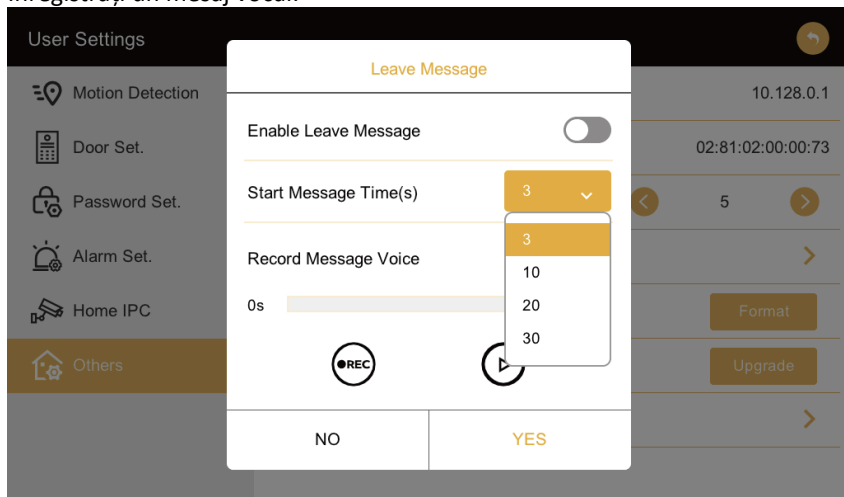 User Settings
Leave Message
Motion Detection
10.128.0.1
Enable Leave Message
Door Set.
02:81:02:00:00:73
Start Message Time(s)
3
Password Set.
5
3
Alarm Set.
Record Message Voice
10
Home IPC
0s
20
Format
30
Others
REC
Upgrade
NO
YES